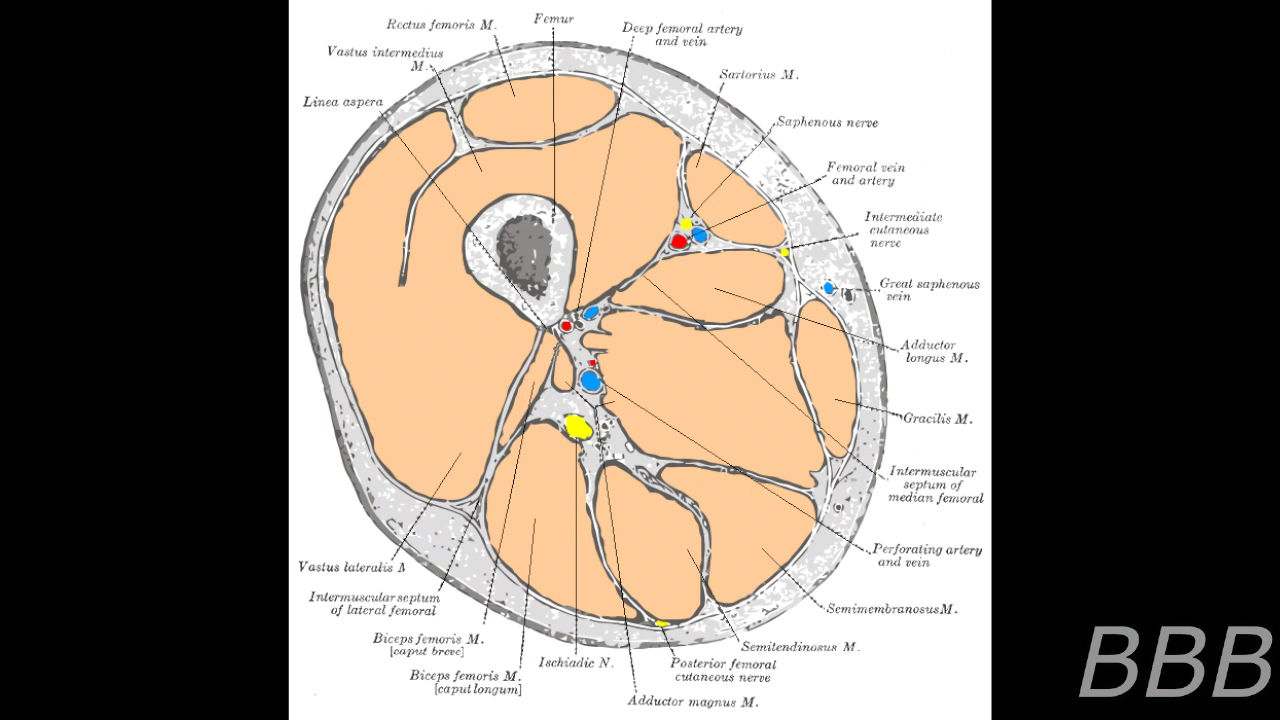 Rectus femoris M.
Femur
Deep femoral artery
and vein
Vastus intermedius
M.
Sartorius M.
Linea aspera
Saphenous nerve
Femoral vein
and artery
Intermediate
cutaneous
nerve
Great saphenous
vein
Adductor
longus M.
Gracilis M.
Intermuscular
septum of
median femoral
Perforating artery
and vein
Vastus lateralis M
Intermuscular septum
of lateral femoral
Semimembranosus M.
Biceps femoris M.
[caput breve]
Semitendinosus M.
Ischiadic N.
Posterior femoral
cutaneous nerve
Biceps femoris M.
[caput longum]
Adductor magnus M.
BBB